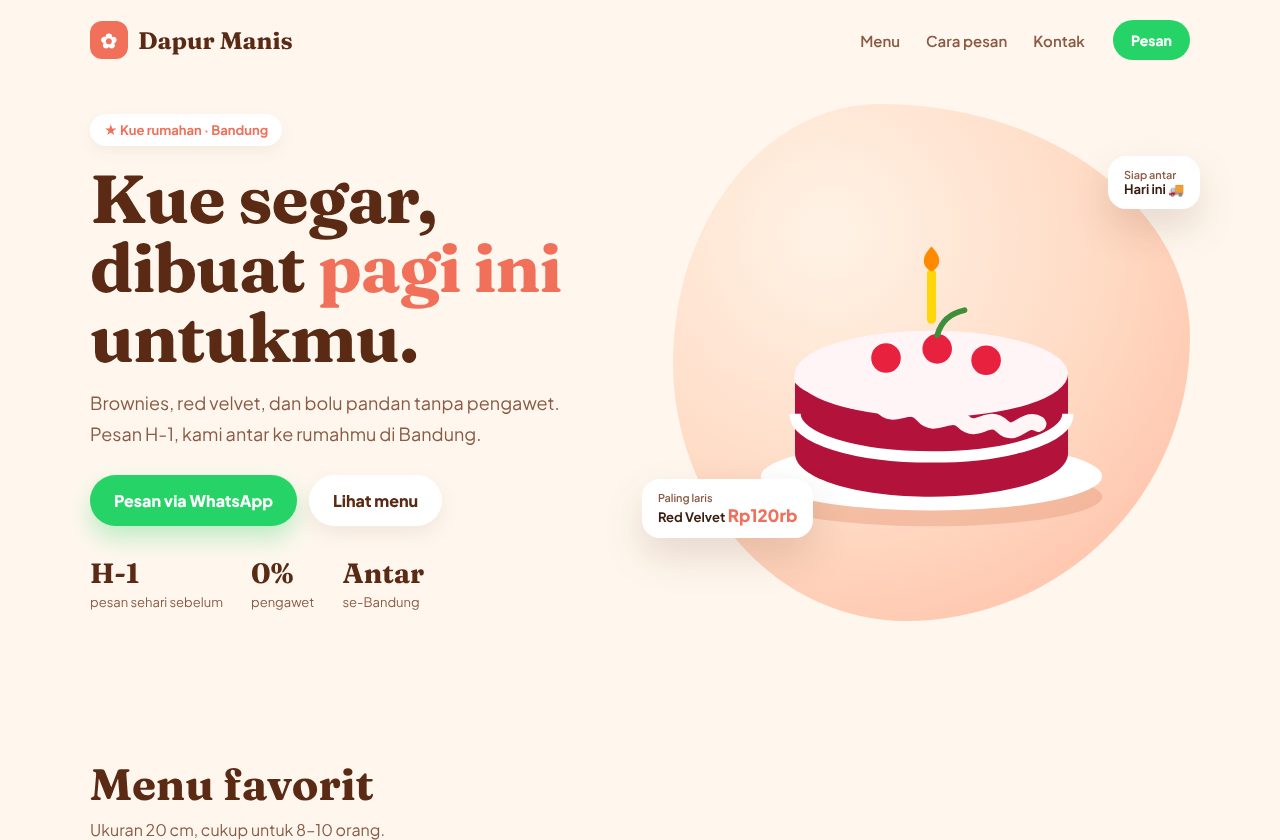 Dapur Manis
Menu
Cara pesan
Kontak
Pesan
★ Kue rumahan · Bandung
Kue segar,
dibuat pagi ini
untukmu.
Brownies, red velvet, dan bolu pandan tanpa pengawet.
Pesan H-1, kami antar ke rumahmu di Bandung.
Pesan via WhatsApp
Lihat menu
H-1
pesan sehari sebelum
0%
pengawet
Antar
se-Bandung
Siap antar
Hari ini 🚚
Paling laris
Red Velvet Rp120rb
Menu favorit
Ukuran 20 cm, cukup untuk 8–10 orang.